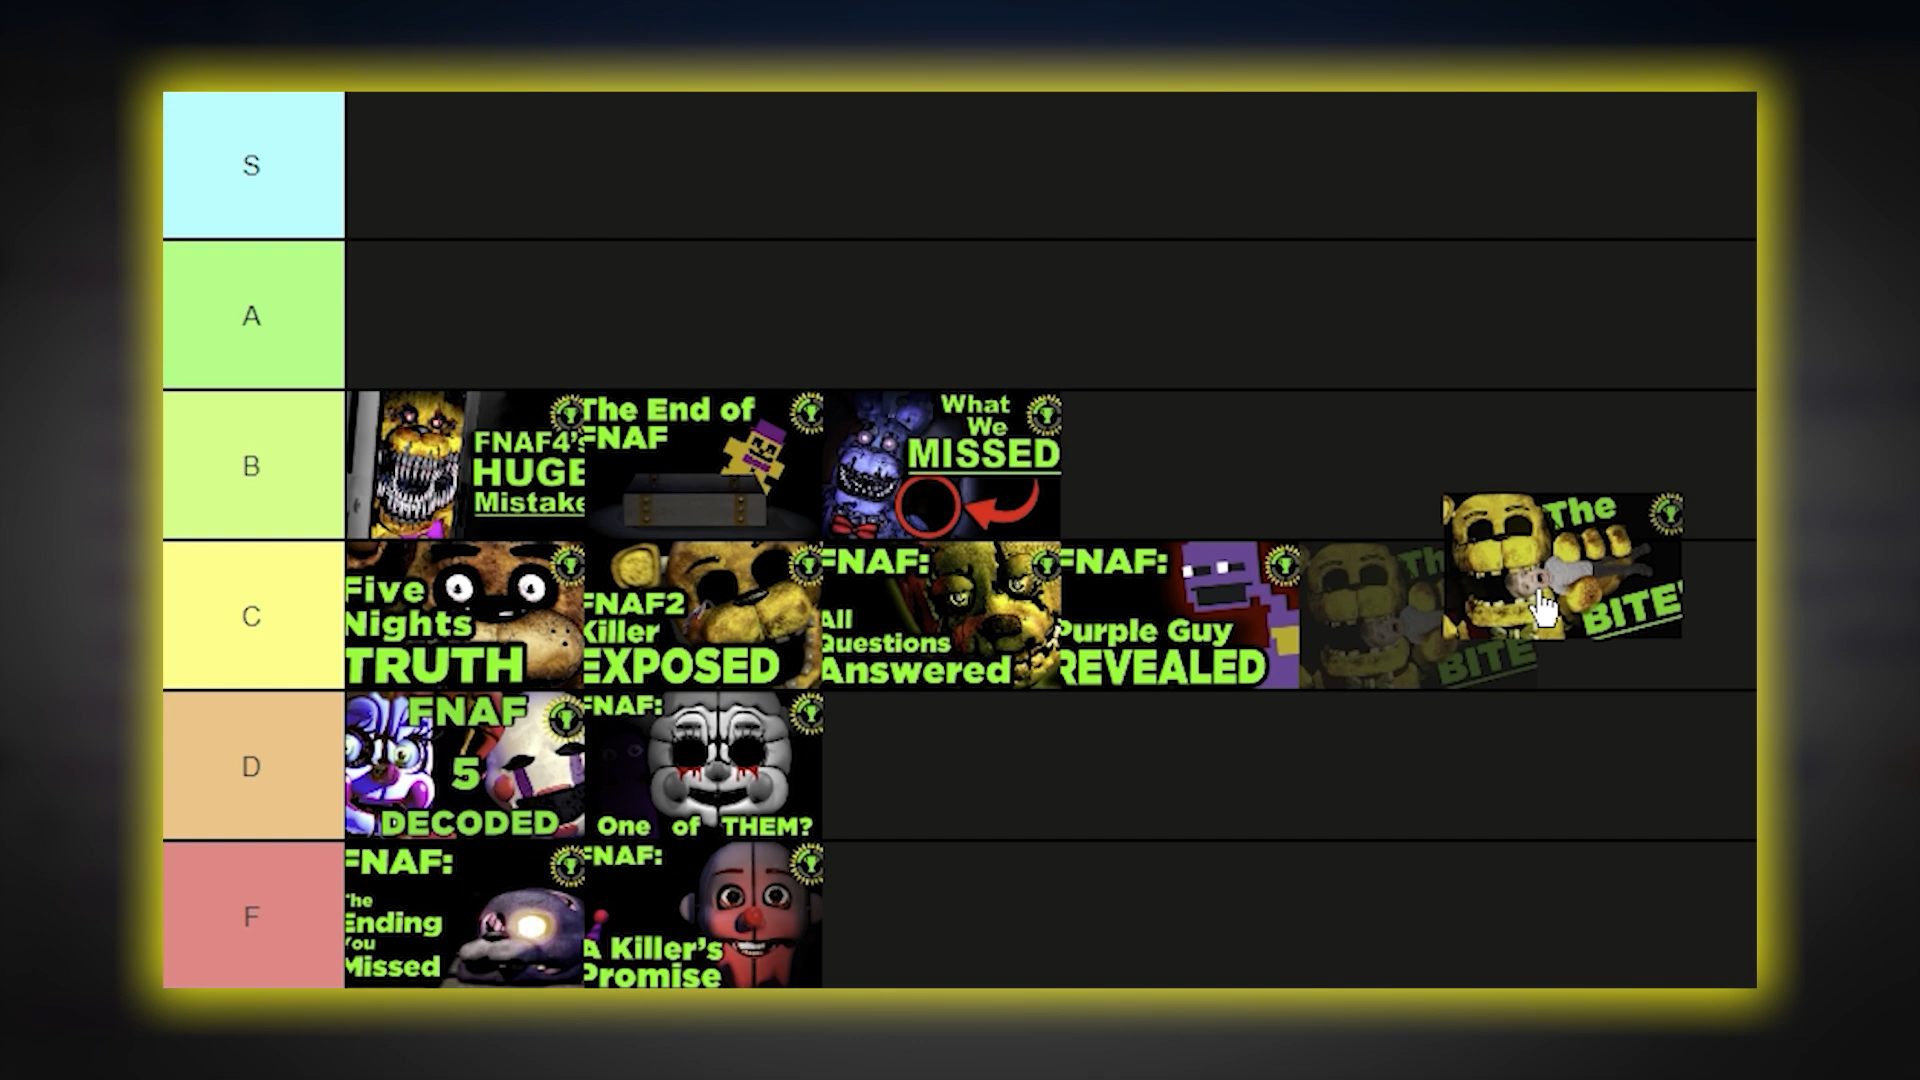 S
A
B
FNAF4's
HUGE
Mistake
The End of
FNAF
What
We
MISSED
C
Five
Nights
TRUTH
FNAF2
Killer
EXPOSED
FNAF:
All
Questions
Answered
FNAF:
Purple Guy
REVEALED
The
BITE
The
BITE'
D
FNAF
5
DECODED
FNAF:
One of THEM?
F
FNAF:
The
Ending
You
Missed
FNAF:
A Killer's
Promise